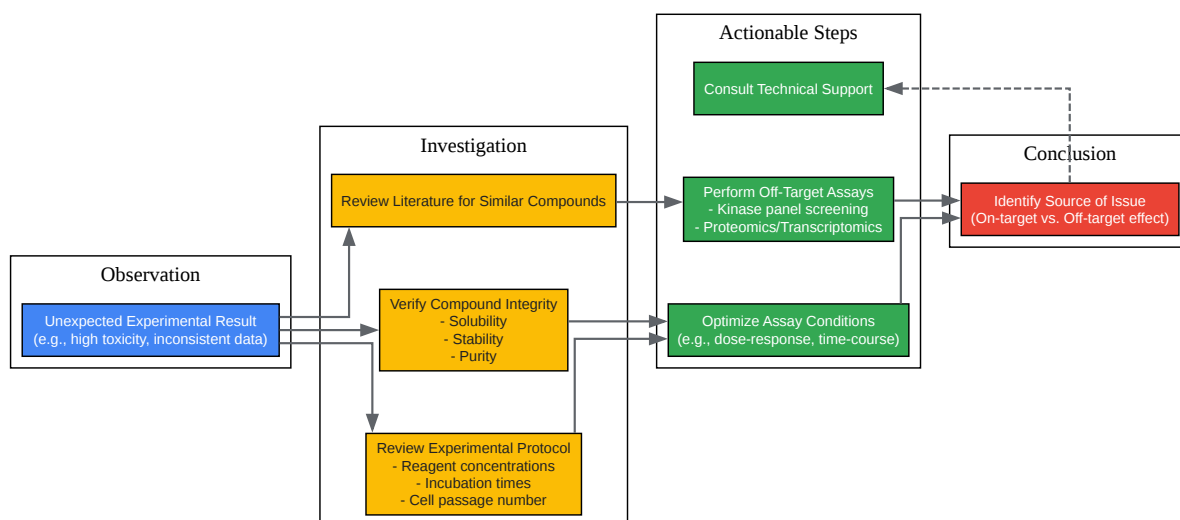 Observation
Unexpected Experimental Result
(e.g., high toxicity, inconsistent data)
Investigation
Review Literature for Similar Compounds
Verify Compound Integrity
- Solubility
- Stability
- Purity
Review Experimental Protocol
- Reagent concentrations
- Incubation times
- Cell passage number
Actionable Steps
Consult Technical Support
Perform Off-Target Assays
- Kinase panel screening
- Proteomics/Transcriptomics
Optimize Assay Conditions
(e.g., dose-response, time-course)
Conclusion
Identify Source of Issue
(On-target vs. Off-target effect)